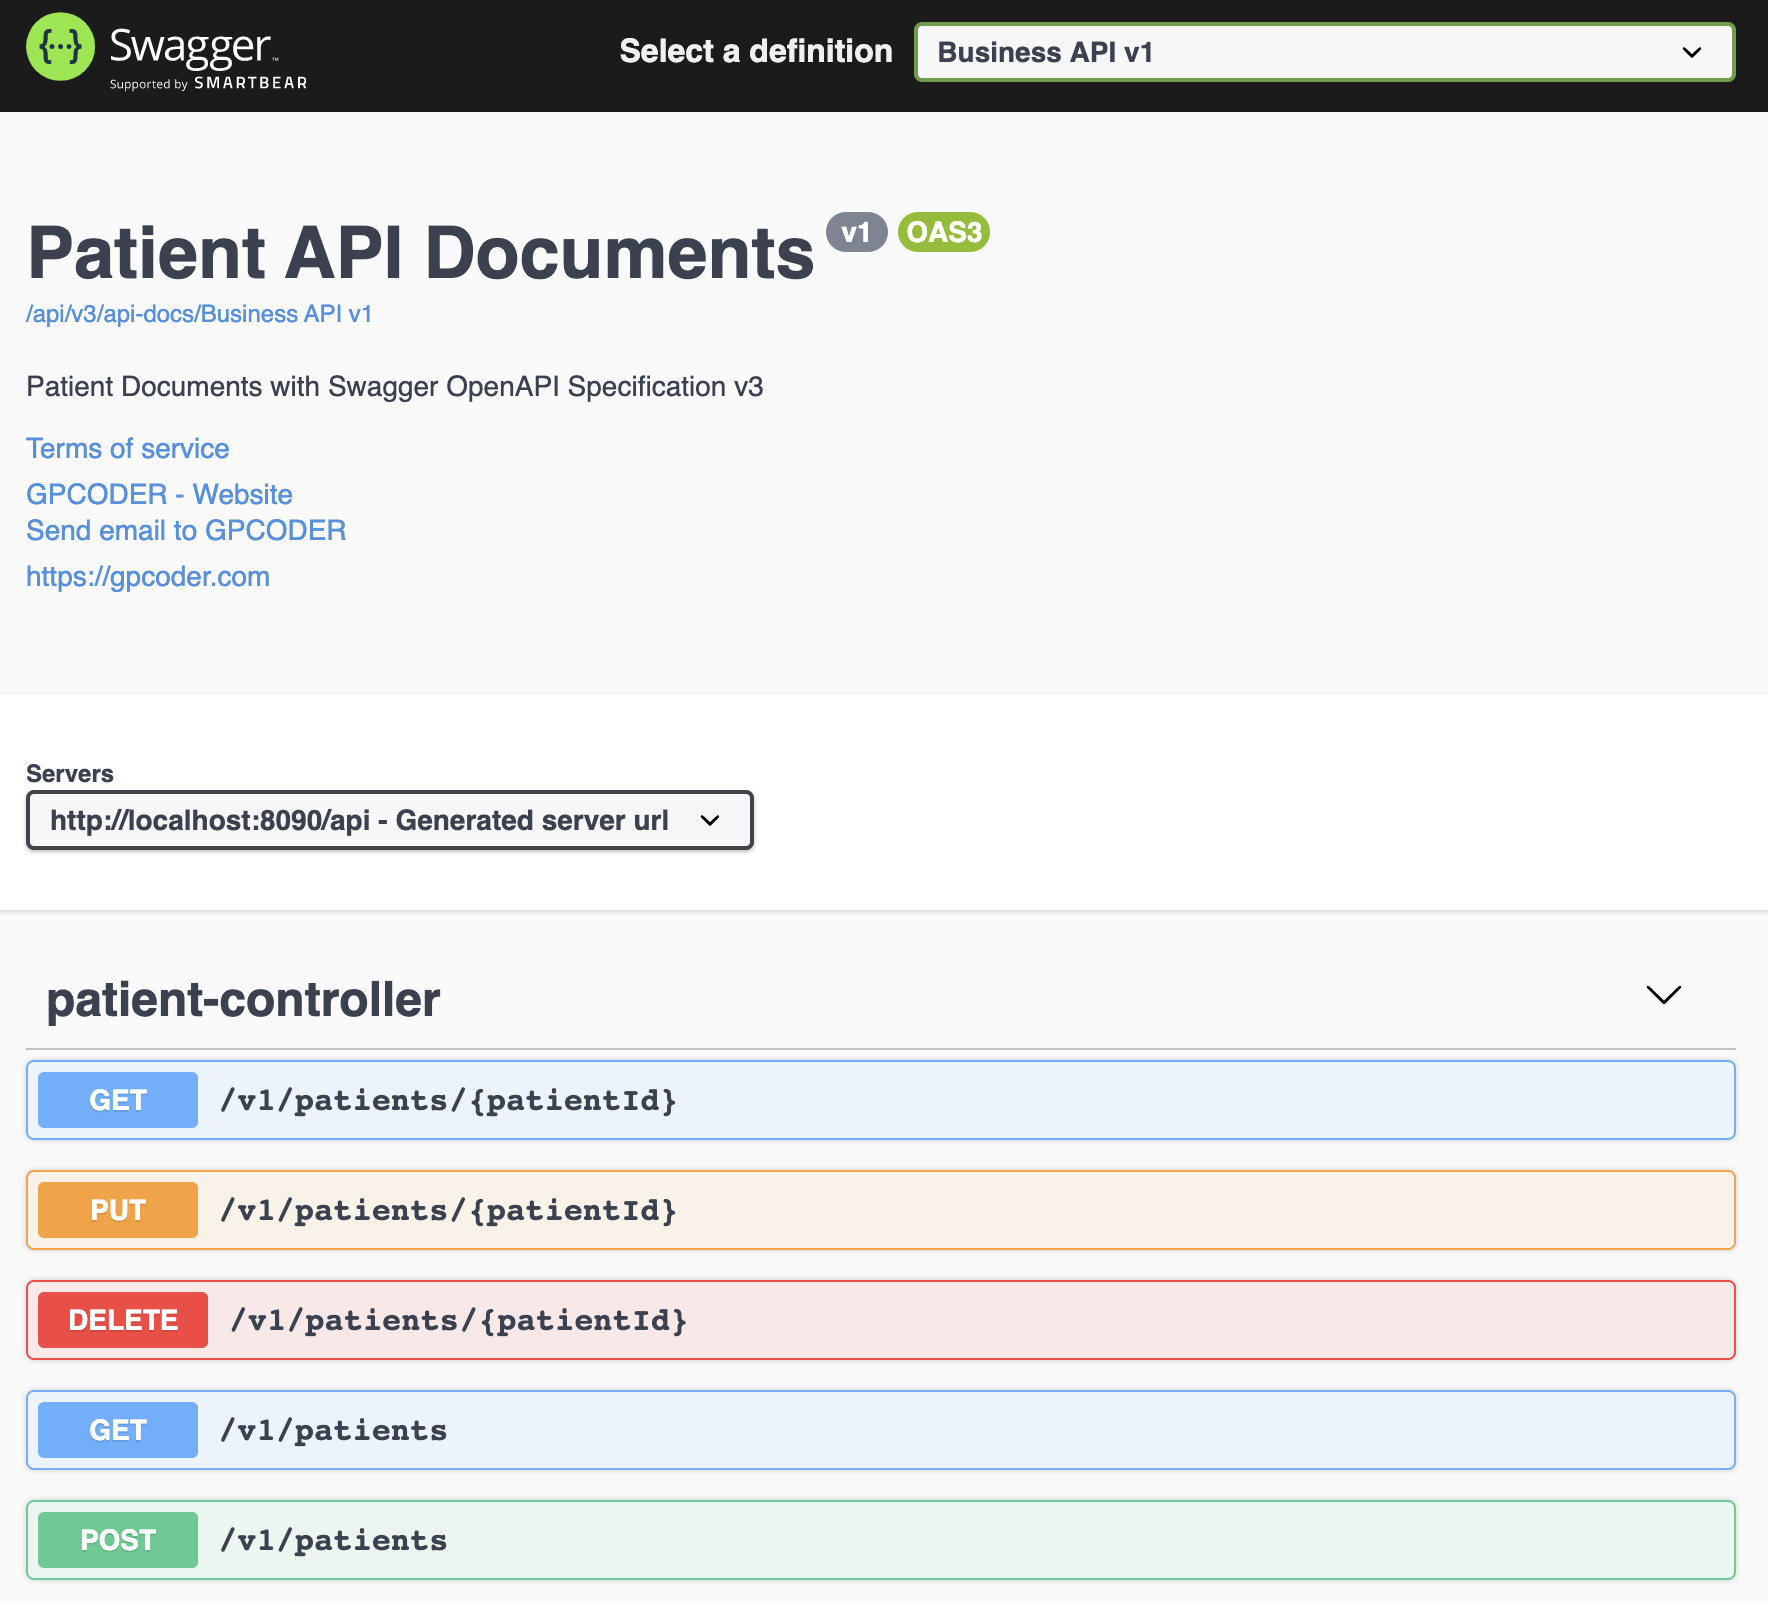 {...} Swagger™
Supported by SMARTBEAR
Select a definition
Business API v1
Patient API Documents v1 OAS3
/api/v3/api-docs/Business API v1
Patient Documents with Swagger OpenAPI Specification v3
Terms of service
GPCODER - Website
Send email to GPCODER
https://gpcoder.com
Servers
http://localhost:8090/api - Generated server url
patient-controller
GET /v1/patients/{patientId}
PUT /v1/patients/{patientId}
DELETE /v1/patients/{patientId}
GET /v1/patients
POST /v1/patients